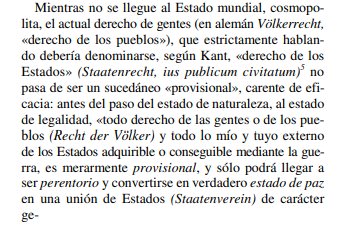 Mientras no se llegue al Estado mundial, cosmopo-
lita, el actual derecho de gentes (en alemán Völkerrecht,
«derecho de los pueblos»), que estrictamente hablan-
do debería denominarse, según Kant, «derecho de los
Estados» (Staatenrecht, ius publicum civitatum)5 no
pasa de ser un sucedáneo «provisional», carente de efi-
cacia: antes del paso del estado de naturaleza, al estado
de legalidad, «todo derecho de las gentes o de los pue-
blos (Recht der Völker) y todo lo mío y tuyo externo
de los Estados adquirible o conseguible mediante la gue-
rra, es merarmente provisional, y sólo podrá llegar a
ser perentorio y convertirse en verdadero estado de paz
en una unión de Estados (Staatenverein) de carácter
ge-